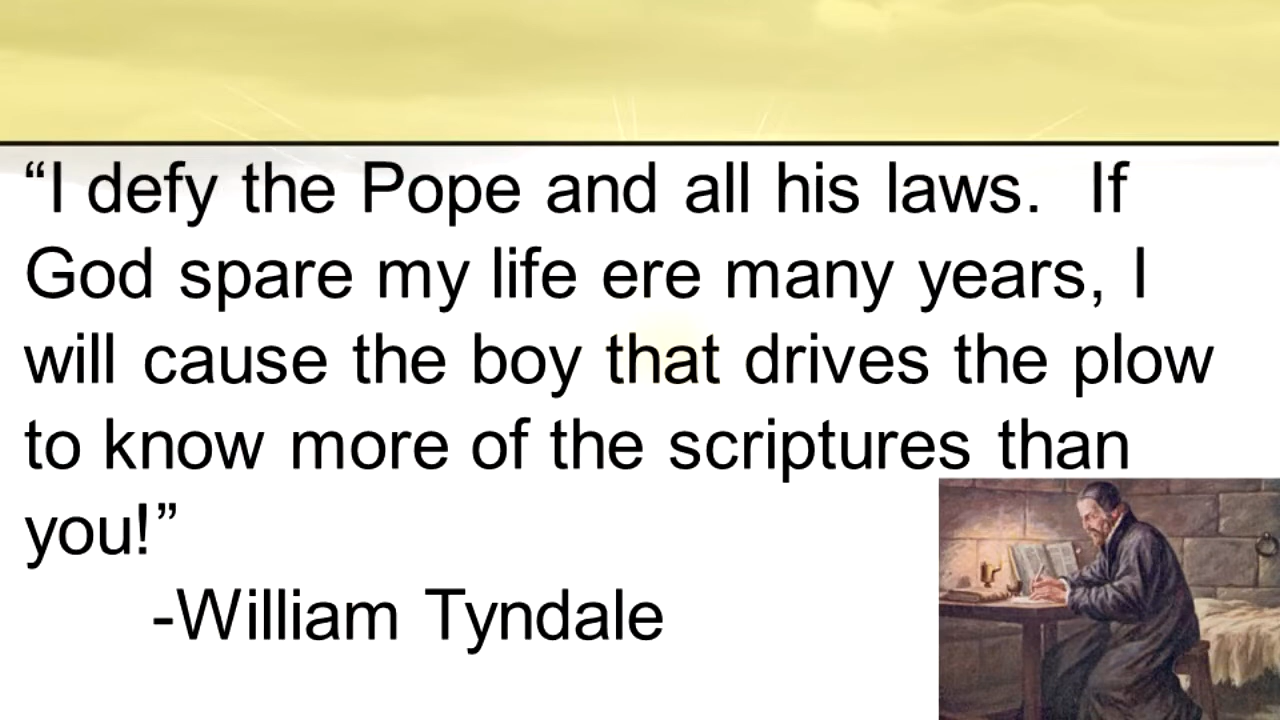 “I defy the Pope and all his laws.  If
God spare my life ere many years, I
will cause the boy that drives the plow
to know more of the scriptures than
you!”
-William Tyndale